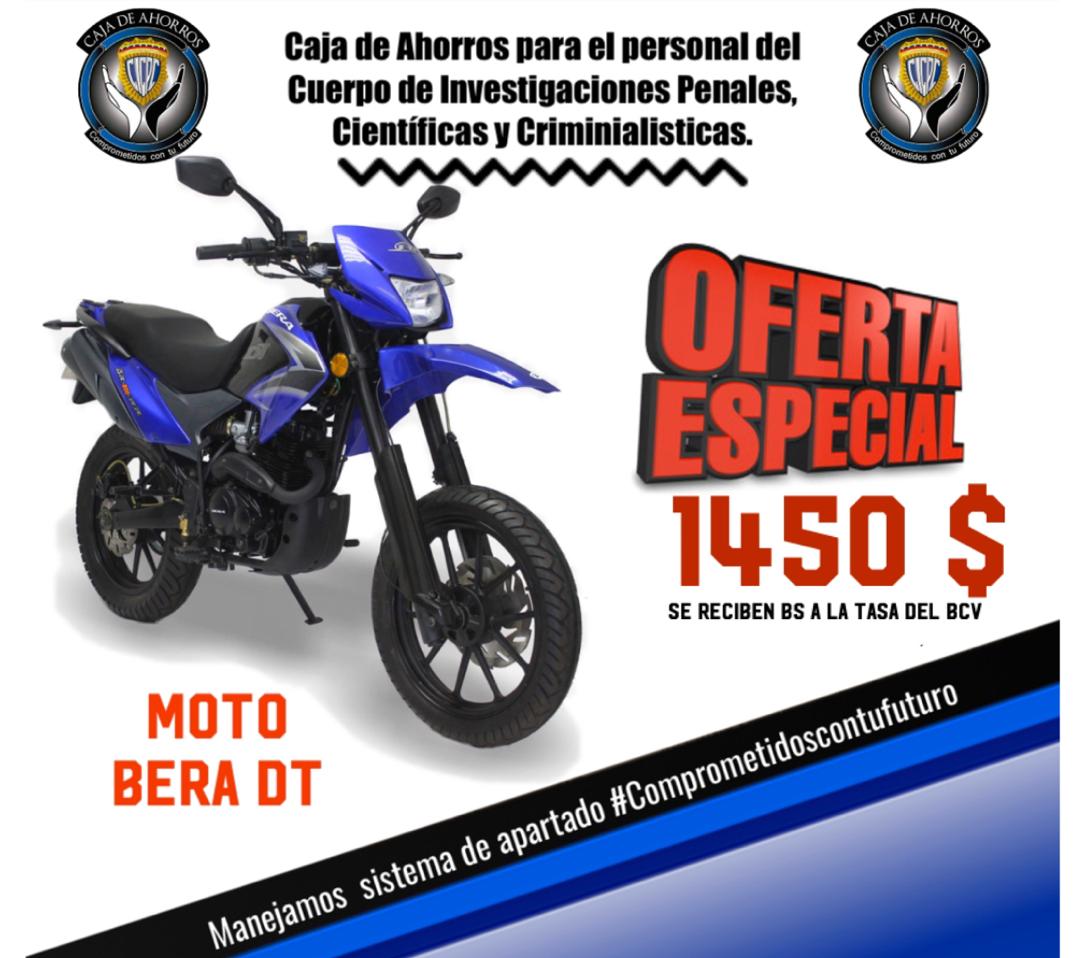 CAJA DE AHORROS
CICPC
Comprometidos con tu futuro
Caja de Ahorros para el personal del
Cuerpo de Investigaciones Penales,
Científicas y Criminialisticas.
CAJA DE AHORROS
CICPC
Comprometidos con tu futuro
BERA
OFERTA
ESPECIAL
1450 $
SE RECIBEN BS A LA TASA DEL BCV
MOTO
BERA DT
Manejamos sistema de apartado #Comprometidoscontufuturo